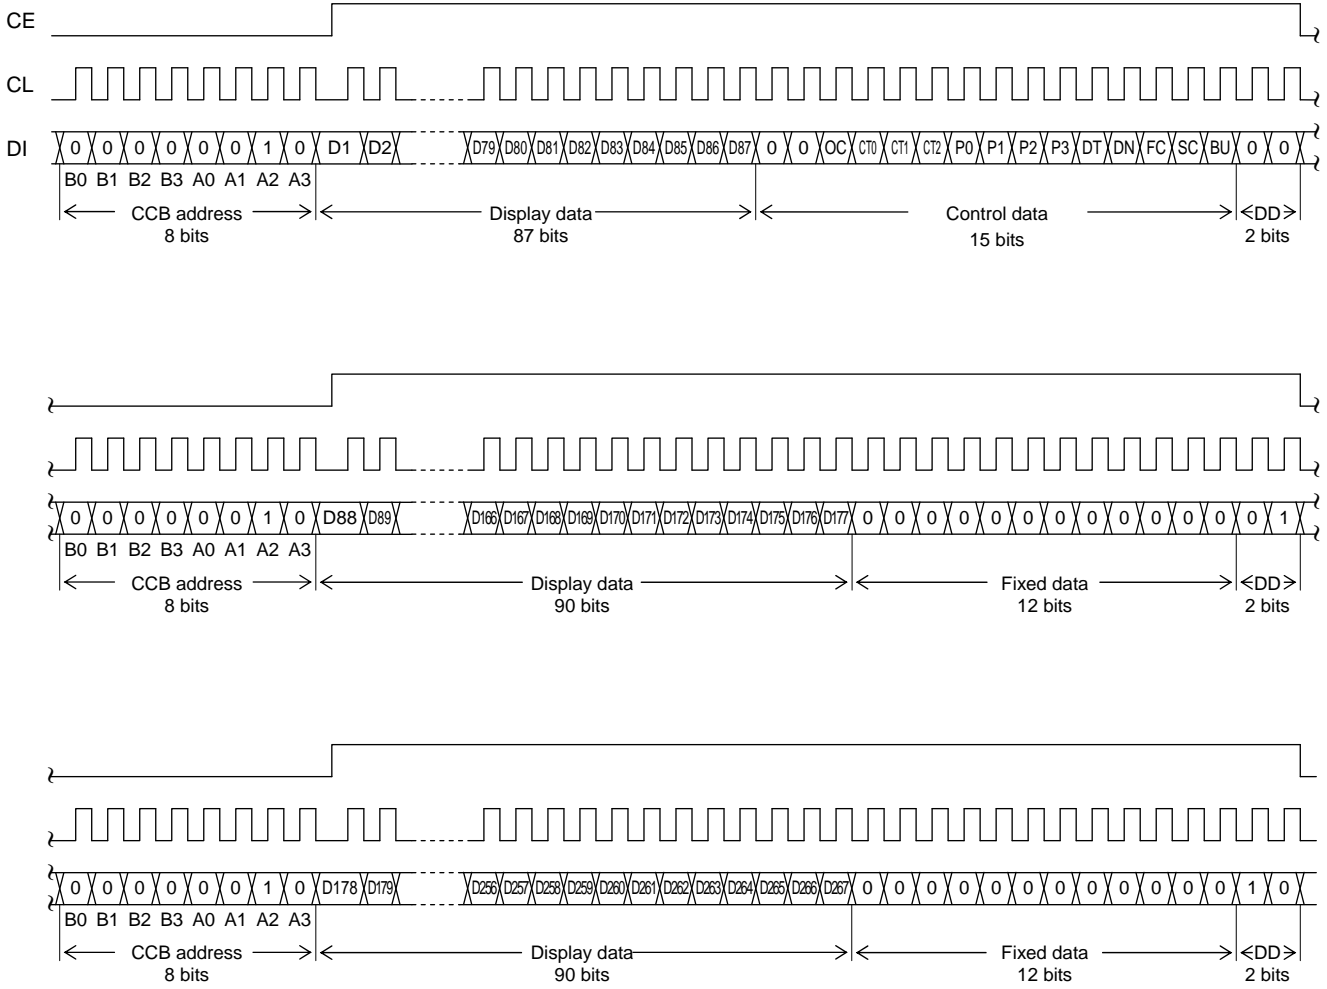 CE
CL
DI 0 0 0 0 0 0 1 0 D1 D2 D79 D80 D81 D82 D83 D84 D85 D86 D87 0 0 OC CT0 CT1 CT2 P0 P1 P2 P3 DT DN FC SC BU 0 0
B0 B1 B2 B3 A0 A1 A2 A3
CCB address Display data Control data DD
8 bits 87 bits 15 bits 2 bits
0 0 0 0 0 0 1 0 D88 D89 D166 D167 D168 D169 D170 D171 D172 D173 D174 D175 D176 D177 0 0 0 0 0 0 0 0 0 0 0 0 0 1
B0 B1 B2 B3 A0 A1 A2 A3
CCB address Display data Fixed data DD
8 bits 90 bits 12 bits 2 bits
0 0 0 0 0 0 1 0 D178 D179 D256 D257 D258 D259 D260 D261 D262 D263 D264 D265 D266 D267 0 0 0 0 0 0 0 0 0 0 0 0 1 0
B0 B1 B2 B3 A0 A1 A2 A3
CCB address Display data Fixed data DD
8 bits 90 bits 12 bits 2 bits